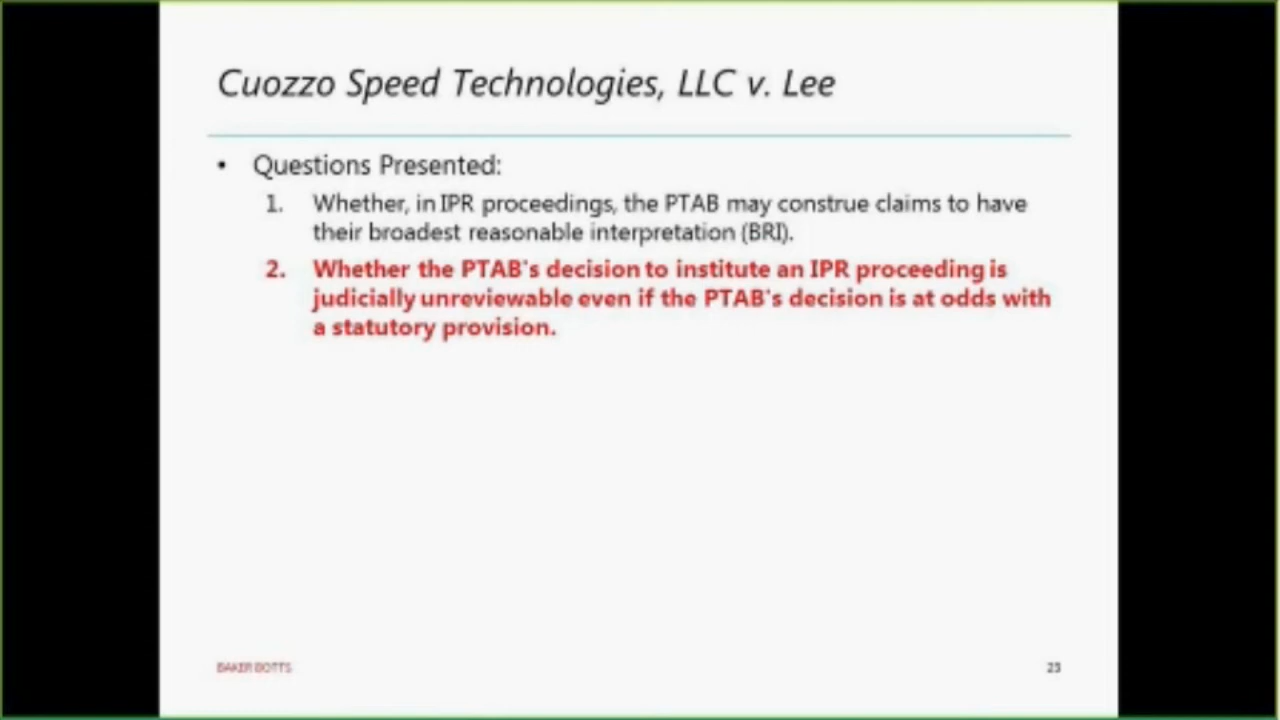 Cuozzo Speed Technologies, LLC v. Lee
• Questions Presented:
1. Whether, in IPR proceedings, the PTAB may construe claims to have
their broadest reasonable interpretation (BRI).
2. Whether the PTAB's decision to institute an IPR proceeding is
judicially unreviewable even if the PTAB's decision is at odds with
a statutory provision.
BAKER BOTTS
23